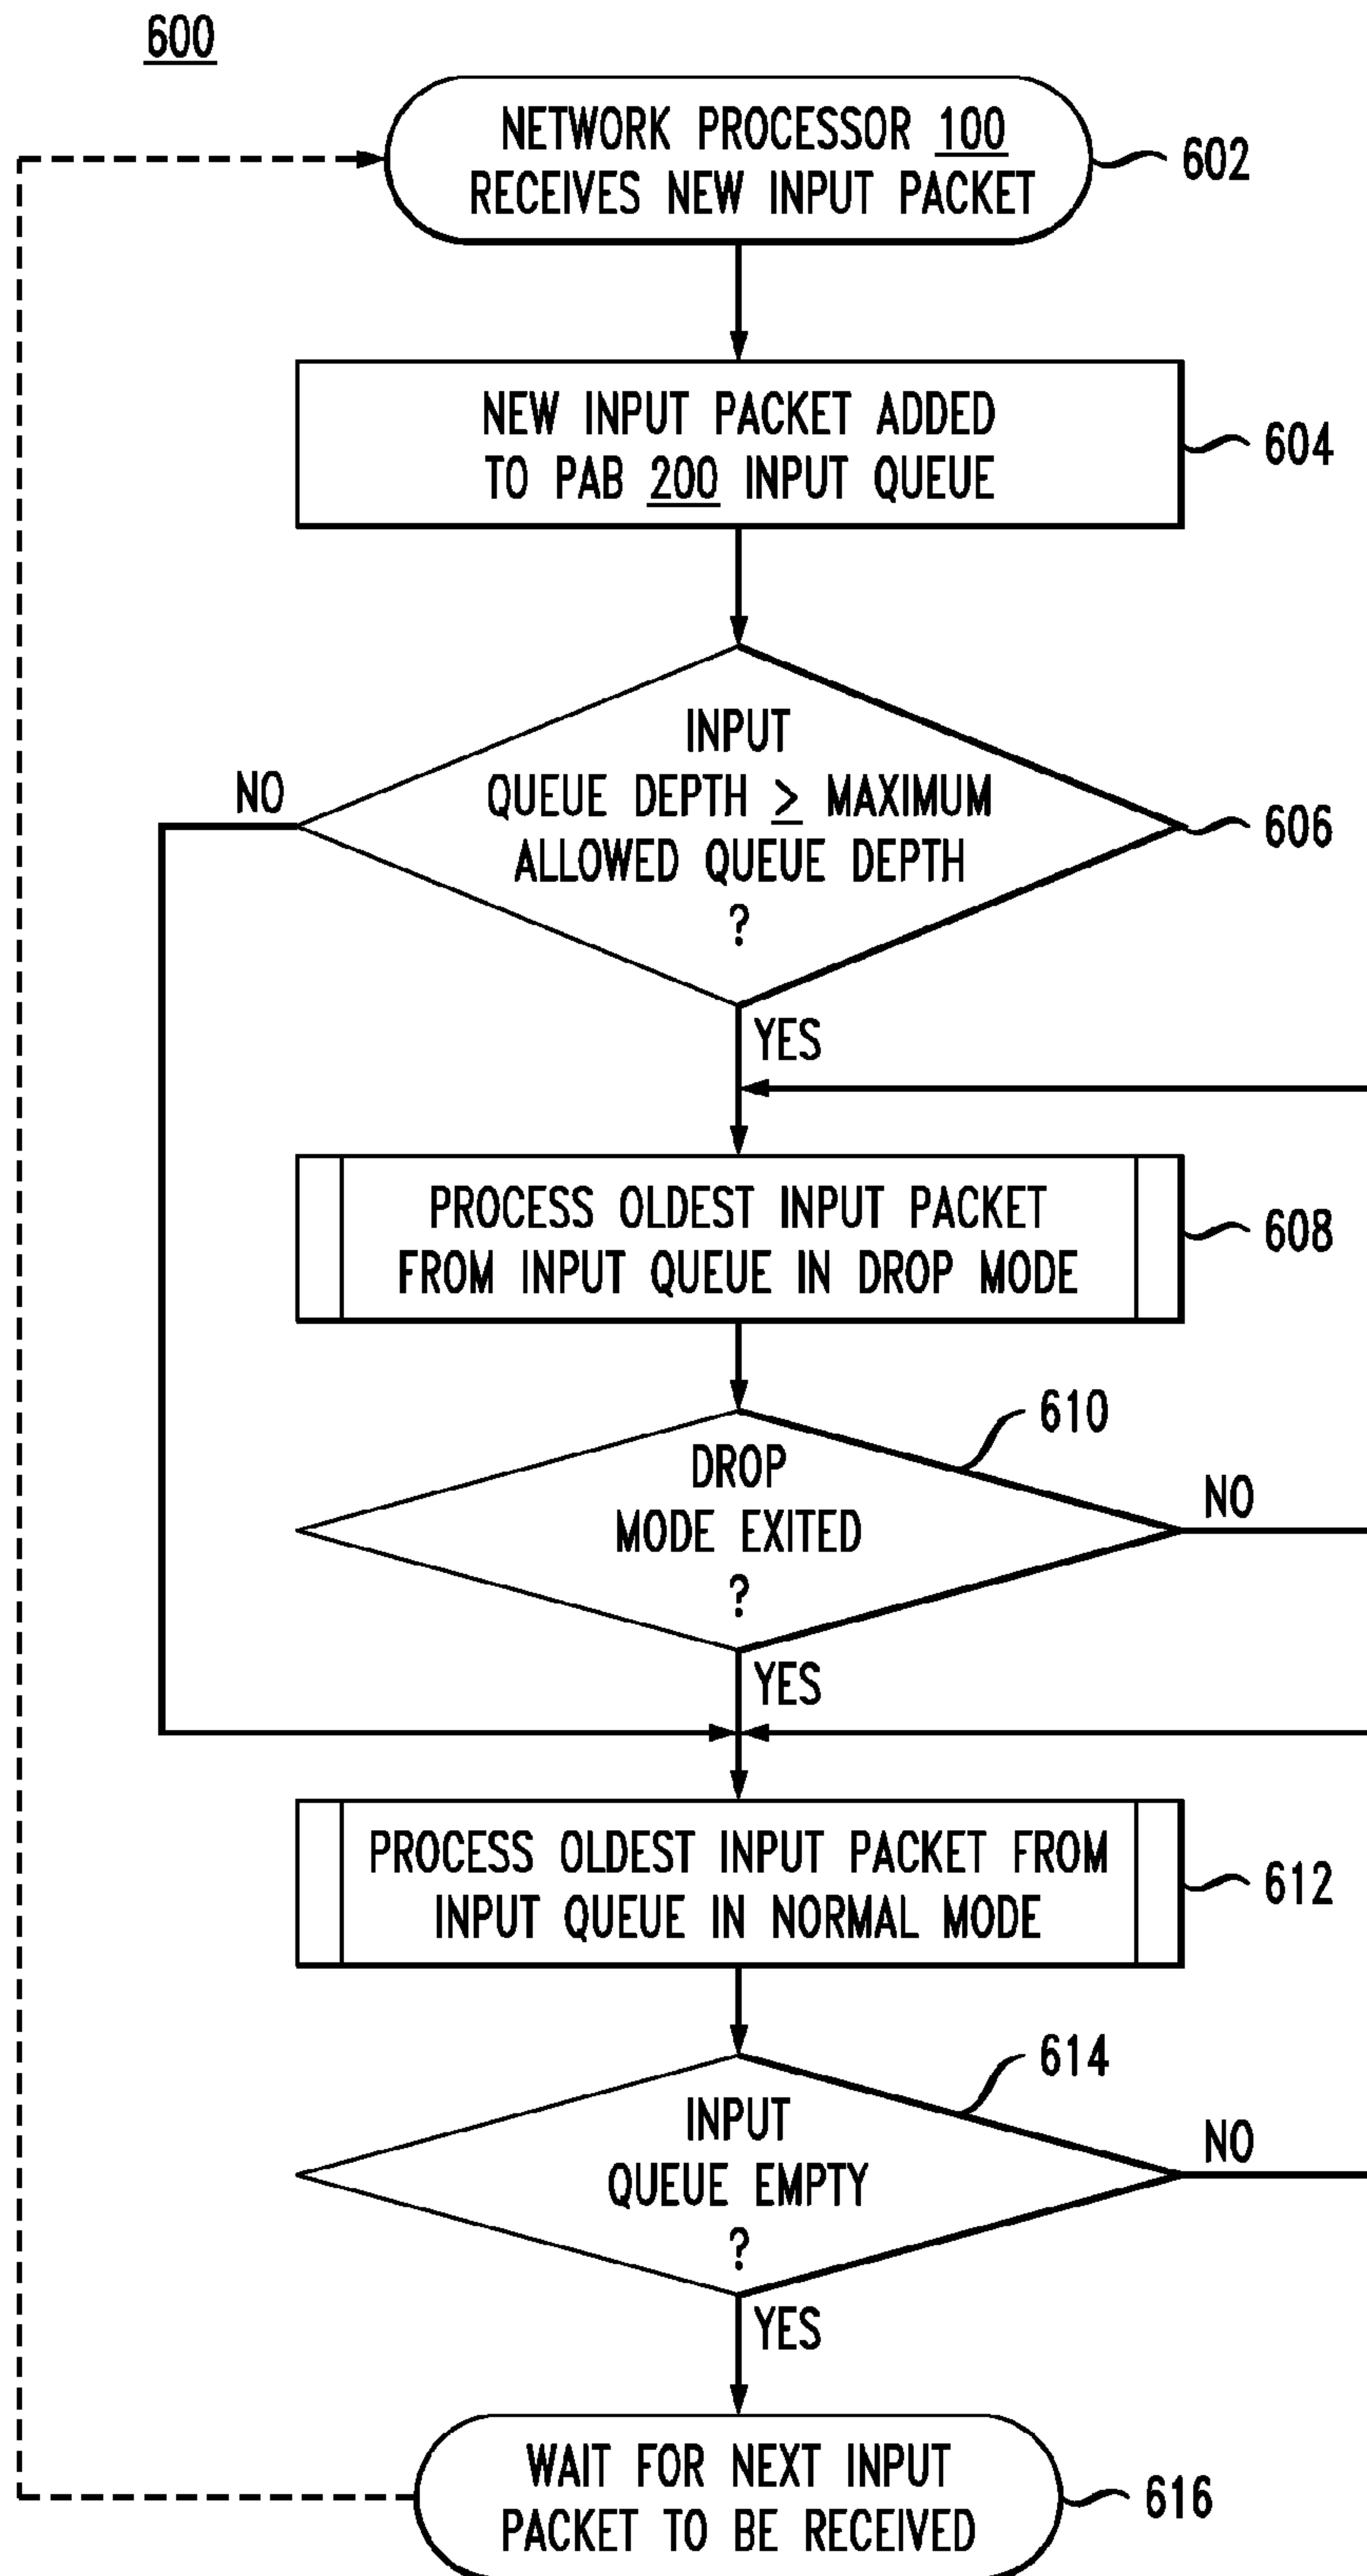 600
NETWORK PROCESSOR 100
RECEIVES NEW INPUT PACKET
602
NEW INPUT PACKET ADDED
TO PAB 200 INPUT QUEUE
604
INPUT
QUEUE DEPTH ≥ MAXIMUM
ALLOWED QUEUE DEPTH
?
606
NO
YES
PROCESS OLDEST INPUT PACKET
FROM INPUT QUEUE IN DROP MODE
608
DROP
MODE EXITED
?
610
NO
YES
PROCESS OLDEST INPUT PACKET FROM
INPUT QUEUE IN NORMAL MODE
612
INPUT
QUEUE EMPTY
?
614
NO
YES
WAIT FOR NEXT INPUT
PACKET TO BE RECEIVED
616